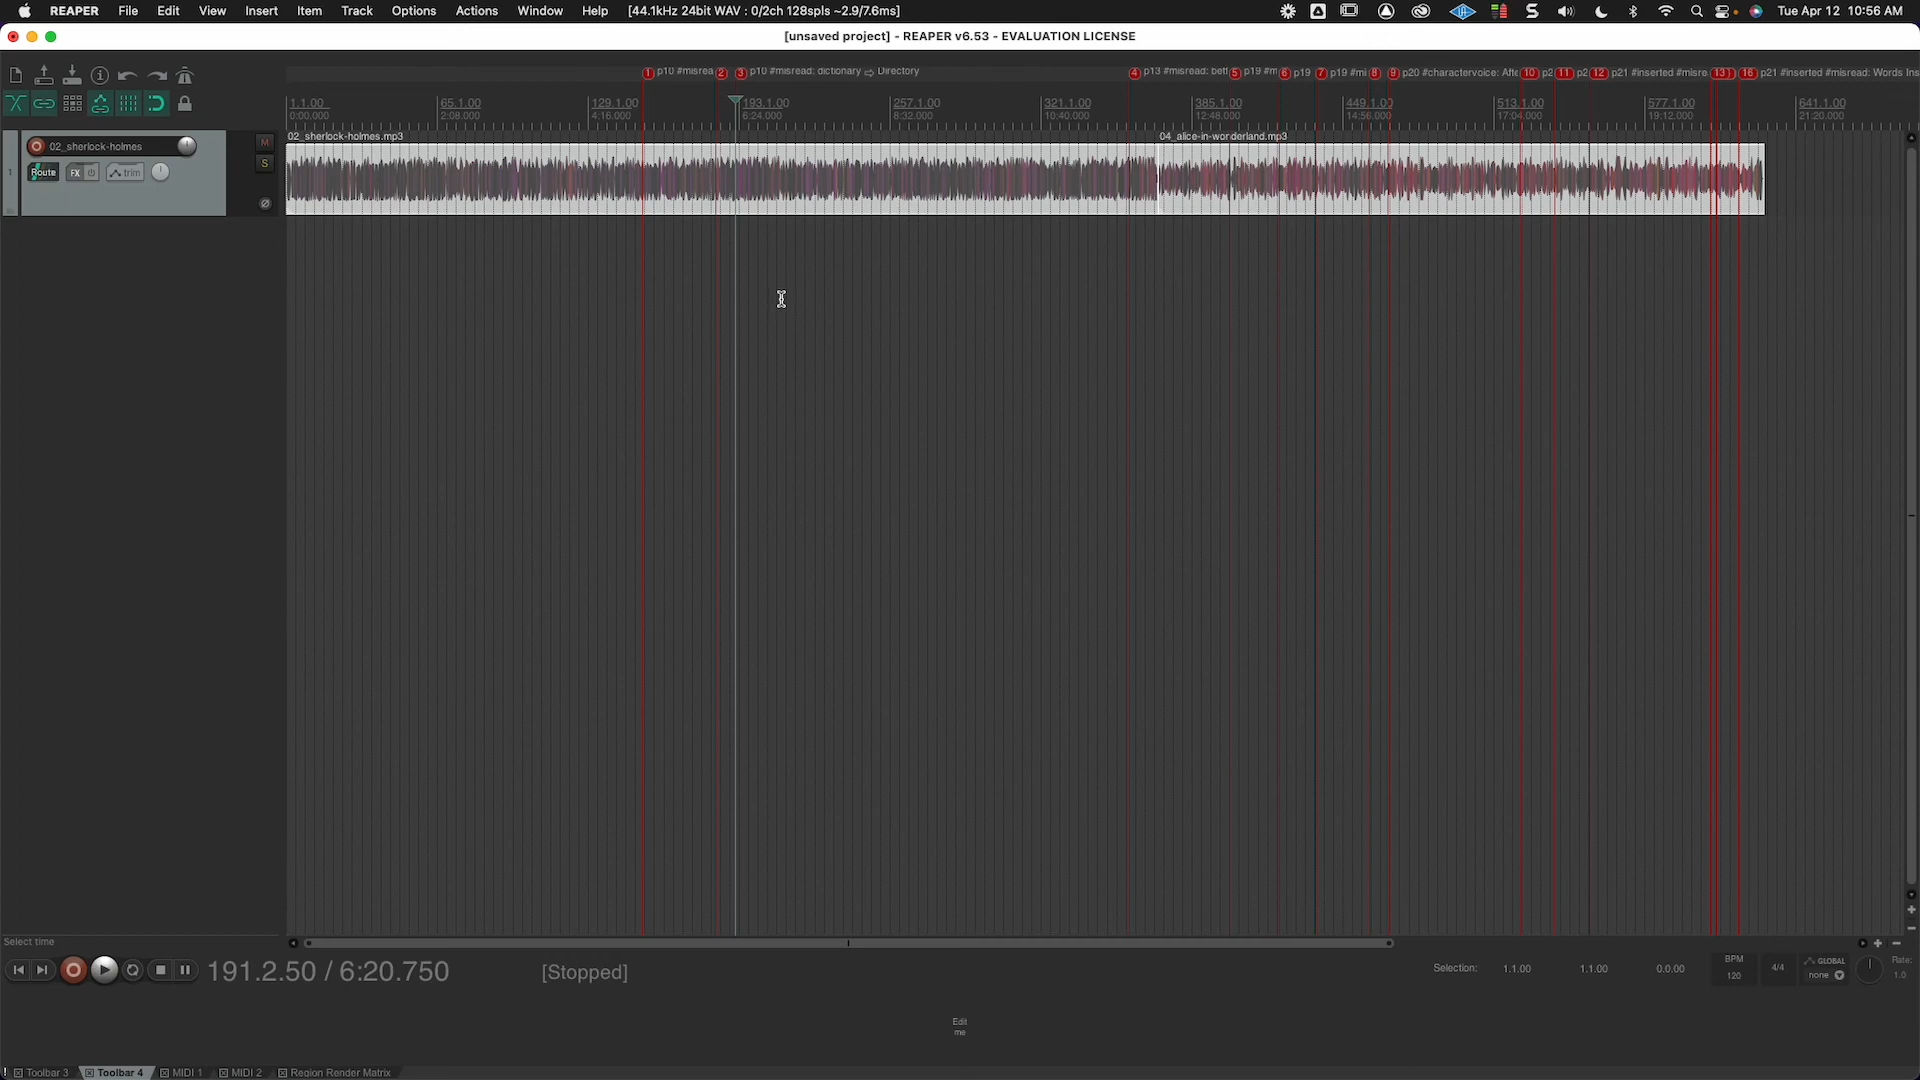 REAPER File Edit View Insert Item Track Options Actions Window Help [44.1kHz 24bit WAV : 0/2ch 128spls ~2.9/7.6ms] Tue Apr 12 10:56 AM
[unsaved project] - REAPER v6.53 - EVALUATION LICENSE
1 p10 #misrea 2 3 p10 #misread: dictionary ⇨ Directory 4 p13 #misread: betl 5 p19 #m 6 p19 7 p19 #mi 8 9 p20 #charactervoice: Afte 10 p2 11 p2 12 p21 #inserted #misre 13 16 p21 #inserted #misread: Words Ins
1.1.00 65.1.00 129.1.00 193.1.00 257.1.00 321.1.00 385.1.00 449.1.00 513.1.00 577.1.00 641.1.00
0:00.000 2:08.000 4:16.000 6:24.000 8:32.000 10:40.000 12:48.000 14:56.000 17:04.000 19:12.000 21:20.000
02_sherlock-holmes.mp3 04_alice-in-wonderland.mp3
02_sherlock-holmes M
S
1 Route FX trim
Select time
191.2.50 / 6:20.750 [Stopped] Selection: 1.1.00 1.1.00 0.0.00 BPM 120 4/4 GLOBAL none Rate: 1.0
Edit
me
! Toolbar 3 Toolbar 4 MIDI 1 MIDI 2 Region Render Matrix